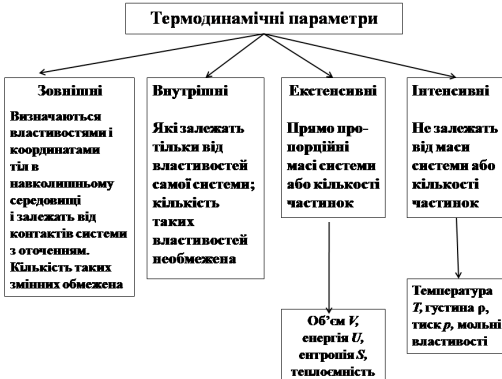 Термодинамічні параметри
Зовнішні
Визначаються
властивостями і
координатами
тіл в
навколишньому
середовищі
і залежать від
контактів системи
з оточенням.
Кількість таких
змінних обмежена
Внутрішні
Які залежать
тільки від
властивостей
самої системи;
кількість
таких
властивостей
необмежена
Екстенсивні
Прямо про-
порційні
масі системи
або кількості
частинок
Інтенсивні
Не залежать
від маси
системи або
кількості
частинок
Об’єм V,
енергія U,
ентропія S,
теплоємність
Температура
T, густина ρ,
тиск p, мольні
властивості